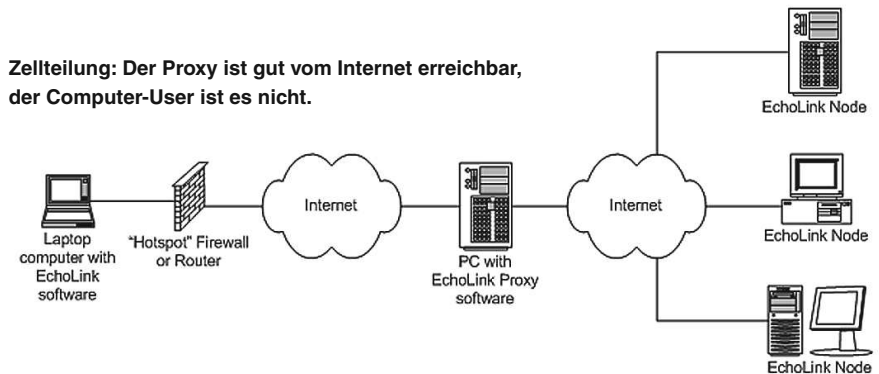 Zellteilung: Der Proxy ist gut vom Internet erreichbar,
der Computer-User ist es nicht.
EchoLink Node
Internet
Internet
Laptop
computer with
EchoLink
software
"Hotspot" Firewall
or Router
PC with
EchoLink Proxy
software
EchoLink Node
EchoLink Node